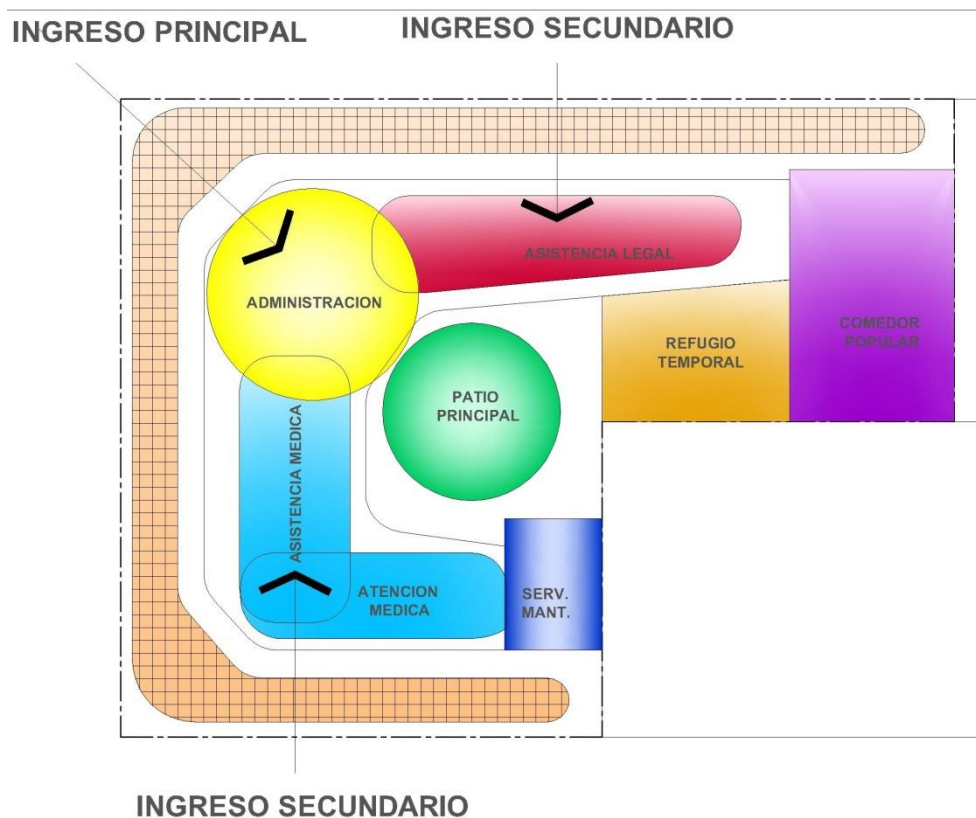 INGRESO PRINCIPAL
INGRESO SECUNDARIO
ASISTENCIA LEGAL
ADMINISTRACION
COMEDOR
POPULAR
REFUGIO
TEMPORAL
PATIO
PRINCIPAL
ASISTENCIA MEDICA
ATENCION
MEDICA
SERV.
MANT.
INGRESO SECUNDARIO